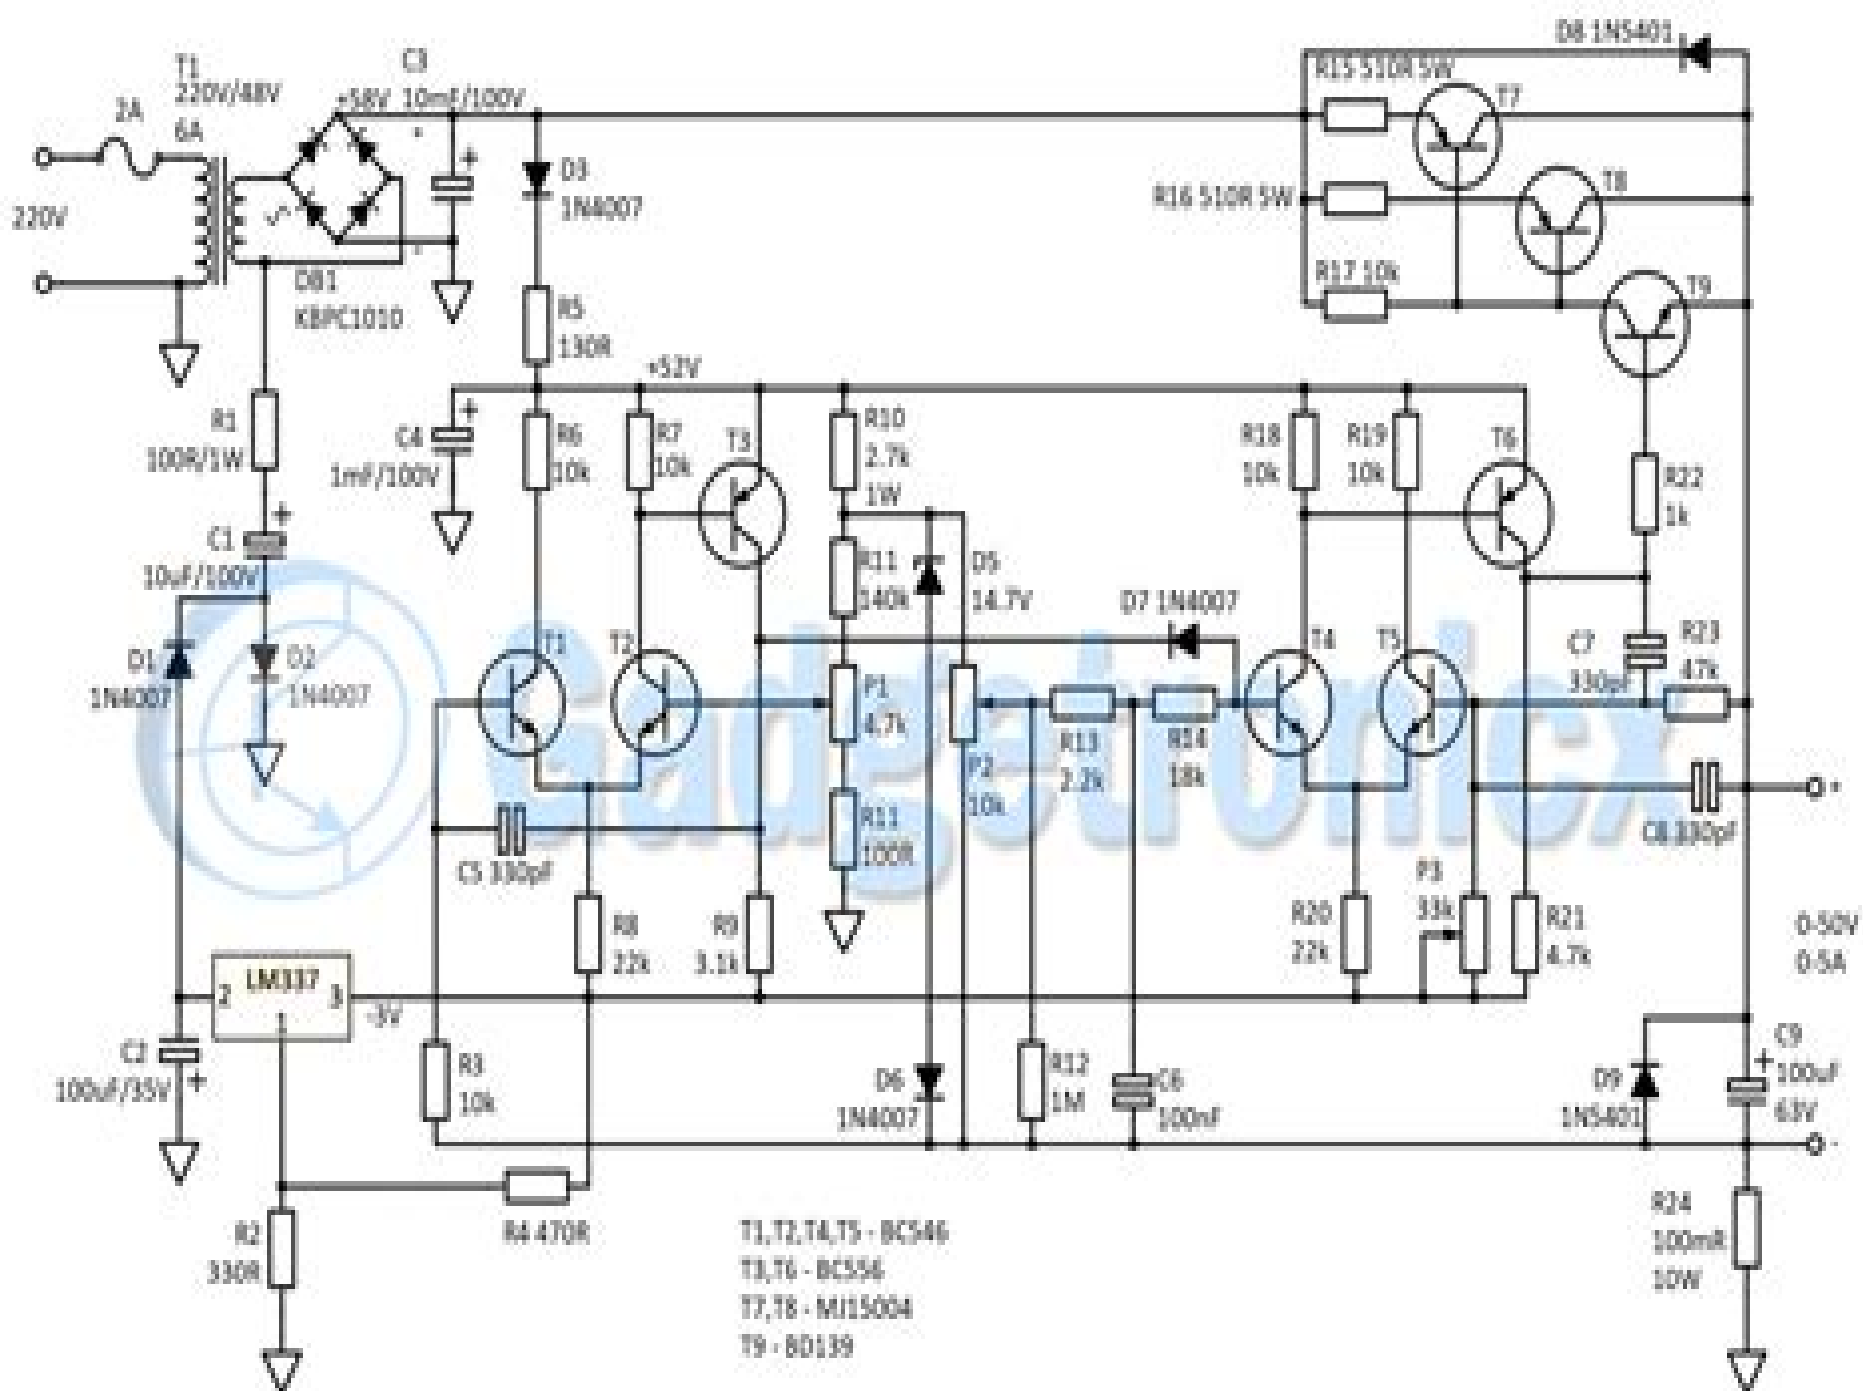 T1
220V/48V
6A
2A
220V
+58V
C3
10mF/100V
+
-
DB1
KBPC1010
D3
1N4007
R5
130R
+52V
D8 1N5401
R15 510R 5W
T7
R16 510R 5W
T8
R17 10k
T9
R1
100R/1W
+
C1
10uF/100V
D1
1N4007
D2
1N4007
C4
1mF/100V
+
R6
10k
R7
10k
T3
R10
2.7k
1W
R11
140k
D5
14.7V
D7 1N4007
R18
10k
R19
10k
T6
R22
1k
C7
330pF
R23
47k
T1
T2
P1
4.7k
P2
10k
R13
2.2k
R14
18k
T4
T5
R11
100R
C5 330pF
C8 330pF
+
R8
22k
R9
3.1k
R20
22k
P3
33k
R21
4.7k
0-50V
0-5A
LM337
2
3
1
-3V
C2
100uF/35V
+
R3
10k
D6
1N4007
R12
1M
C6
100nF
D9
1N5401
C9
+
100uF
63V
-
R2
330R
R4 470R
R24
100mR
10W
T1,T2,T4,T5 - BC546
T3,T6 - BC556
T7,T8 - MJ15004
T9 - BD139
Gadgetronicx